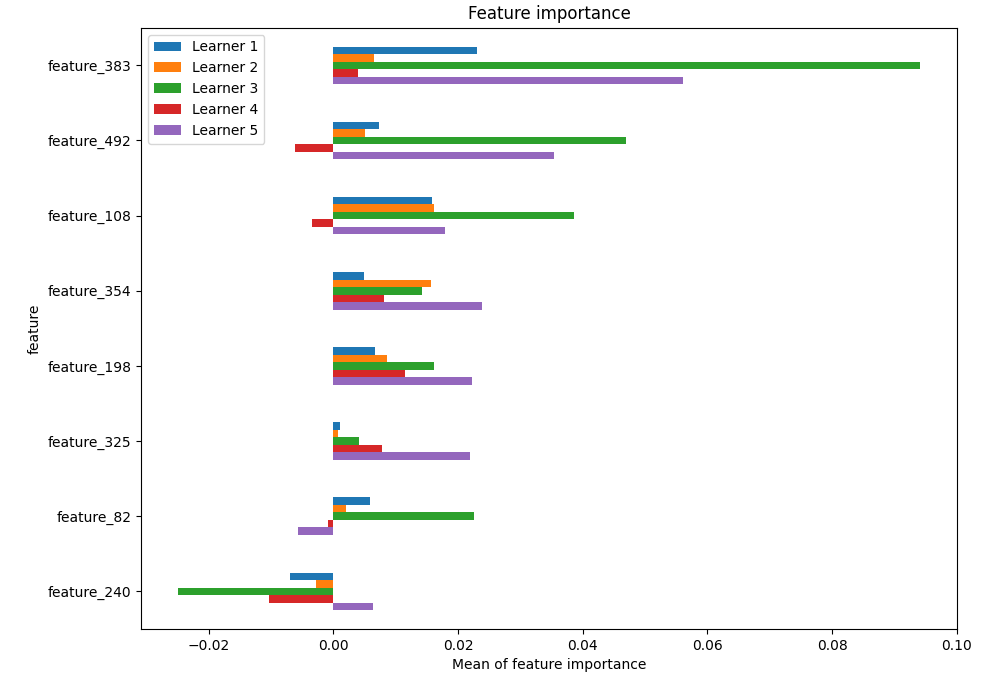 Feature importance
Learner 1
Learner 2
Learner 3
Learner 4
Learner 5
feature_383
feature_492
feature_108
feature_354
feature_198
feature_325
feature_82
feature_240
feature
−0.02 0.00 0.02 0.04 0.06 0.08 0.10
Mean of feature importance